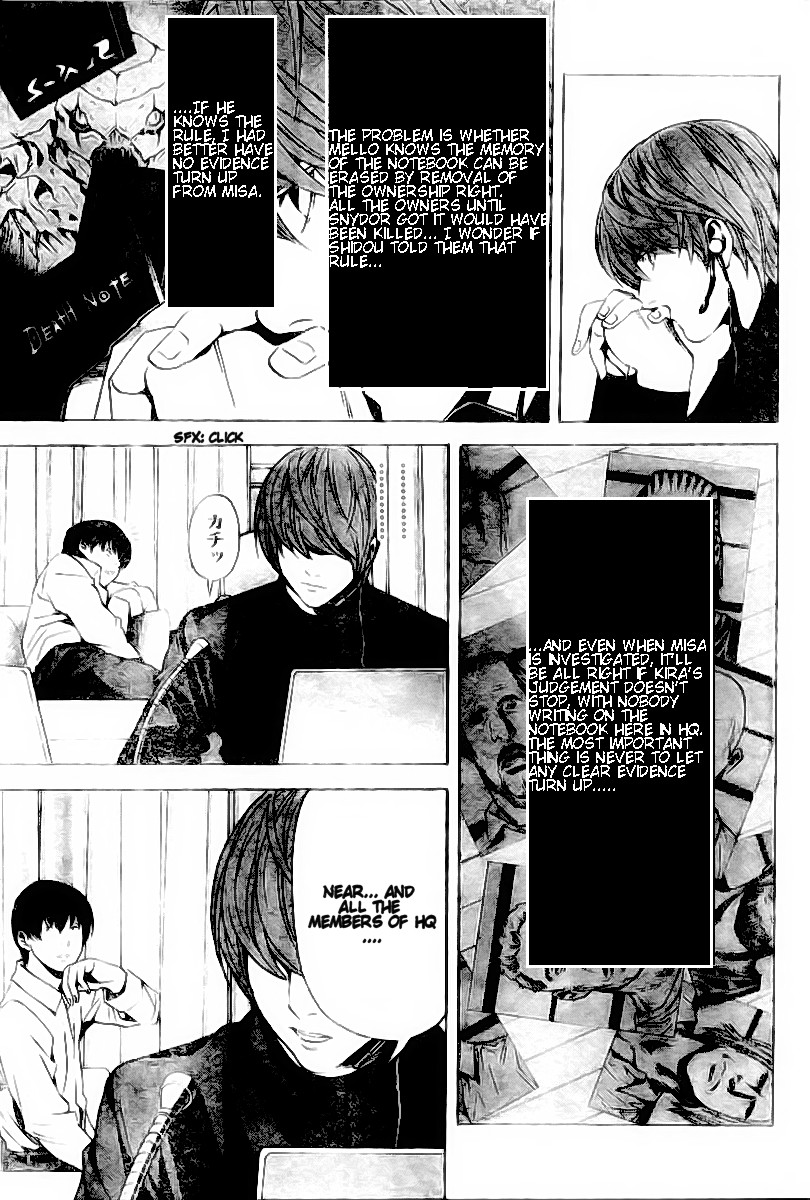 THE PROBLEM IS WHETHER
MELLO KNOWS THE MEMORY
OF THE NOTEBOOK CAN BE
ERASED BY REMOVAL OF
THE OWNERSHIP RIGHT.
ALL THE OWNERS UNTIL
SNYDOR GOT IT WOULD HAVE
BEEN KILLED... I WONDER IF
SHIDOU TOLD THEM THAT
RULE...
....IF HE
KNOWS THE
RULE, I HAD
BETTER HAVE
NO EVIDENCE
TURN UP
FROM MISA.
DEATH NOTE
...AND EVEN WHEN MISA
IS INVESTIGATED, IT'LL
BE ALL RIGHT IF KIRA'S
JUDGEMENT DOESN'T
STOP, WITH NOBODY
WRITING ON THE
NOTEBOOK HERE IN HQ.
THE MOST IMPORTANT
THING IS NEVER TO LET
ANY CLEAR EVIDENCE
TURN UP.....
SFX: CLICK
カチッ
NEAR... AND
ALL THE
MEMBERS OF HQ
....